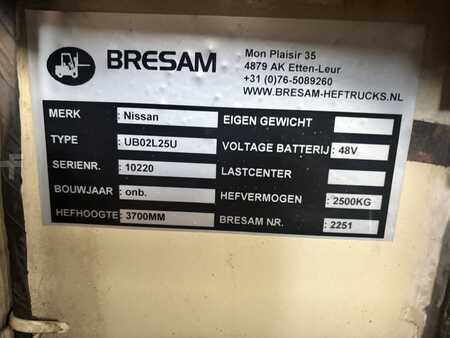 BRESAM
Mon Plaisir 35
4879 AK Etten-Leur
+31 (0)76-5089260
WWW.BRESAM-HEFTRUCKS.NL
MERK : Nissan
TYPE : UB02L25U
SERIENR. : 10220
BOUWJAAR : onb.
HEFHOOGTE : 3700MM
EIGEN GEWICHT :
VOLTAGE BATTERIJ : 48V
LASTCENTER :
HEFVERMOGEN : 2500KG
BRESAM NR. : 2251